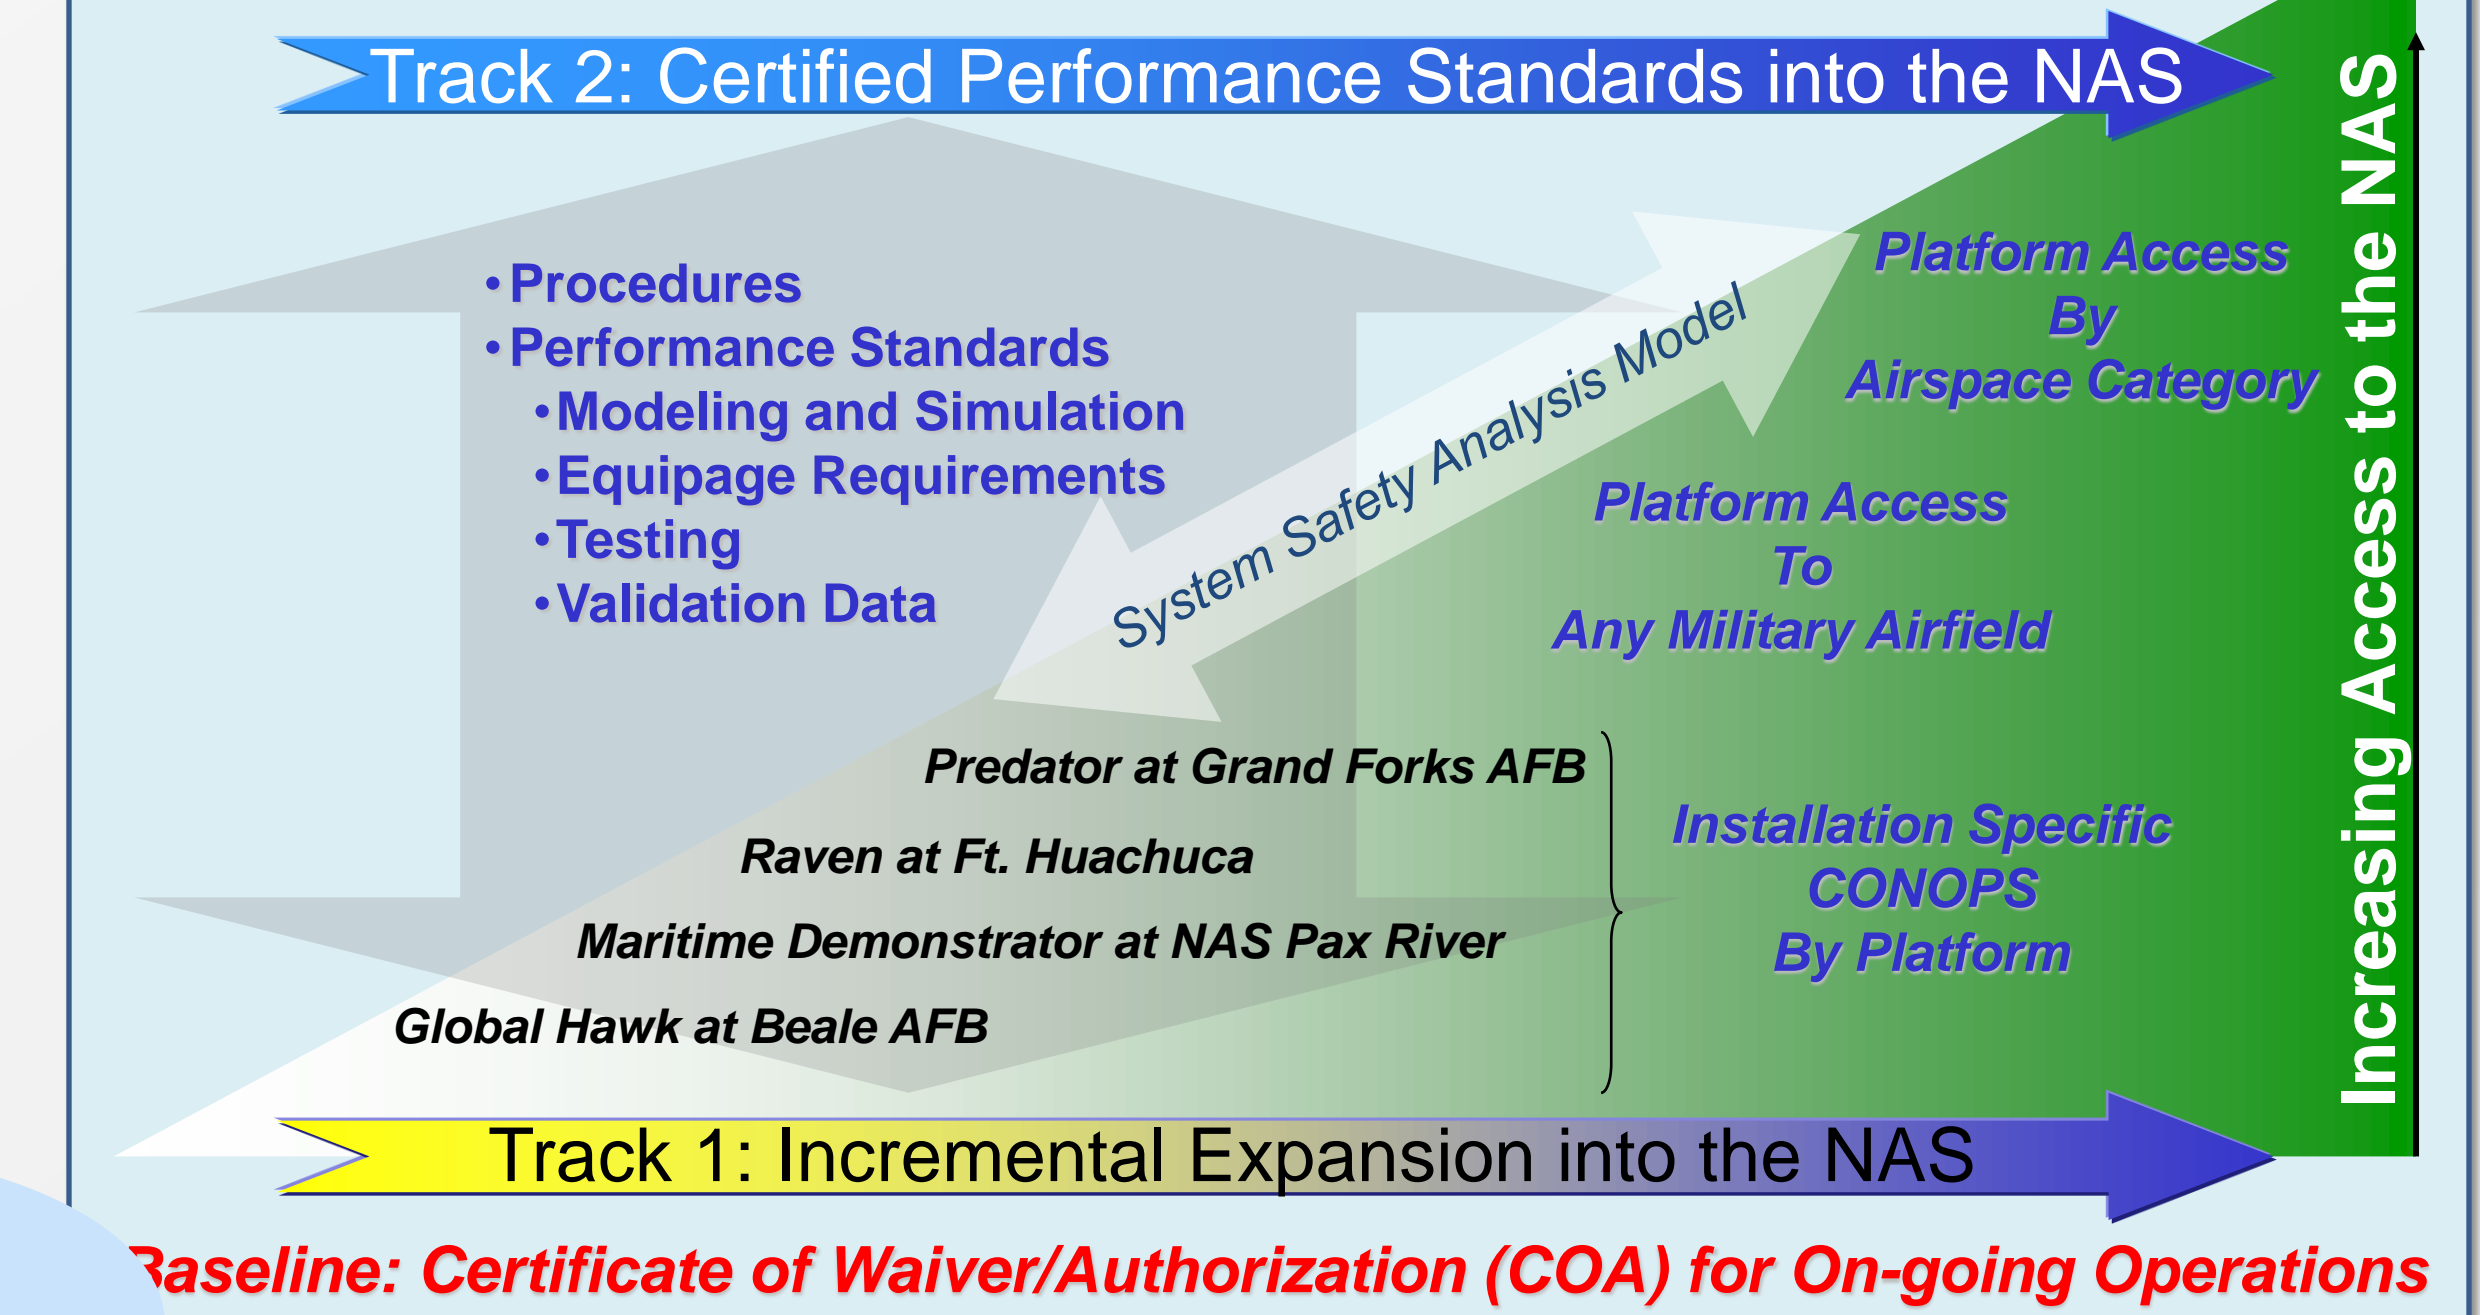 Track 2: Certified Performance Standards into the NAS
•Procedures
•Performance Standards
•Modeling and Simulation
•Equipage Requirements
•Testing
•Validation Data
System Safety Analysis Model
Platform Access
By
Airspace Category
Platform Access
To
Any Military Airfield
Predator at Grand Forks AFB
Raven at Ft. Huachuca
Maritime Demonstrator at NAS Pax River
Global Hawk at Beale AFB
Installation Specific
CONOPS
By Platform
Increasing Access to the NAS
Track 1: Incremental Expansion into the NAS
Baseline: Certificate of Waiver/Authorization (COA) for On-going Operations